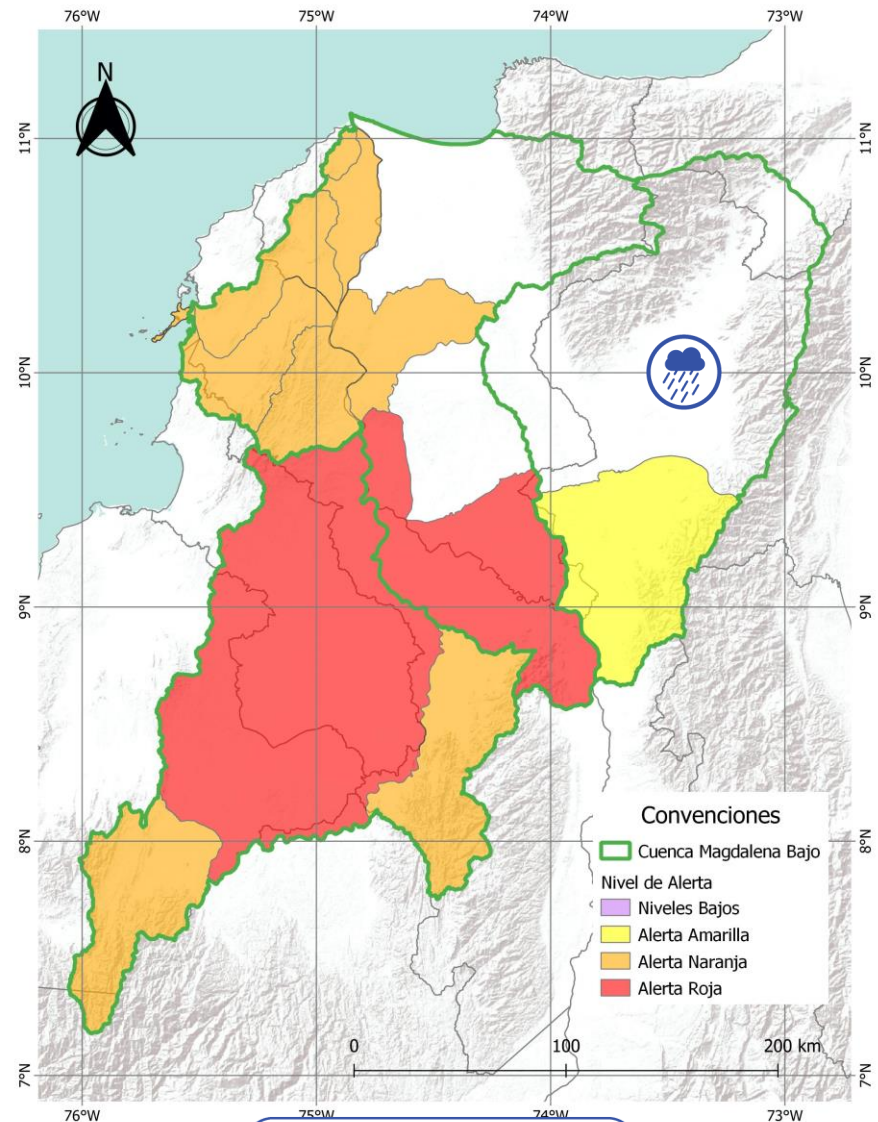 76°W 75°W 74°W 73°W
N
11°N 11°N
10°N 10°N
9°N 9°N
Convenciones
8°N 8°N
Cuenca Magdalena Bajo
Nivel de Alerta
Niveles Bajos
Alerta Amarilla
Alerta Naranja
Alerta Roja
0 100 200 km
7°N 7°N
76°W 75°W 74°W 73°W